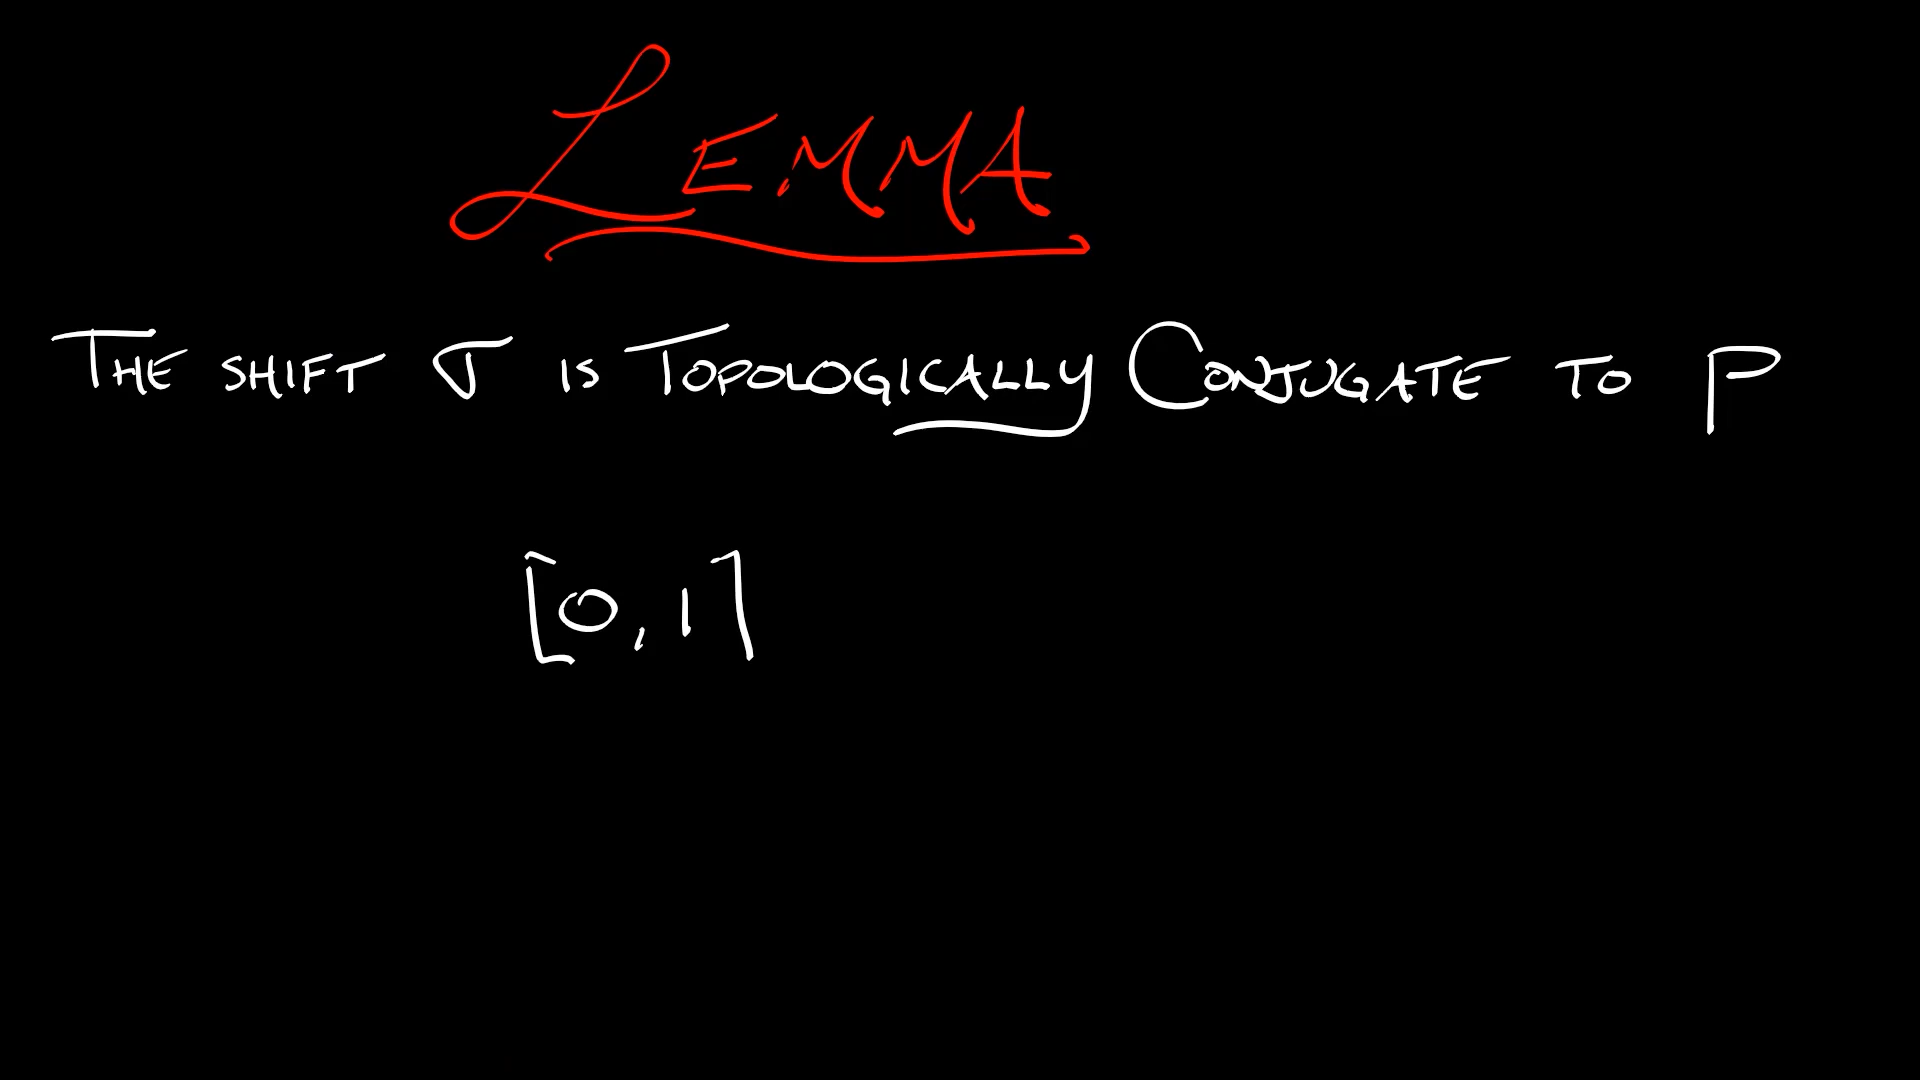 LEMMA
THE SHIFT σ IS TOPOLOGICALLY CONJUGATE TO P
[0,1]